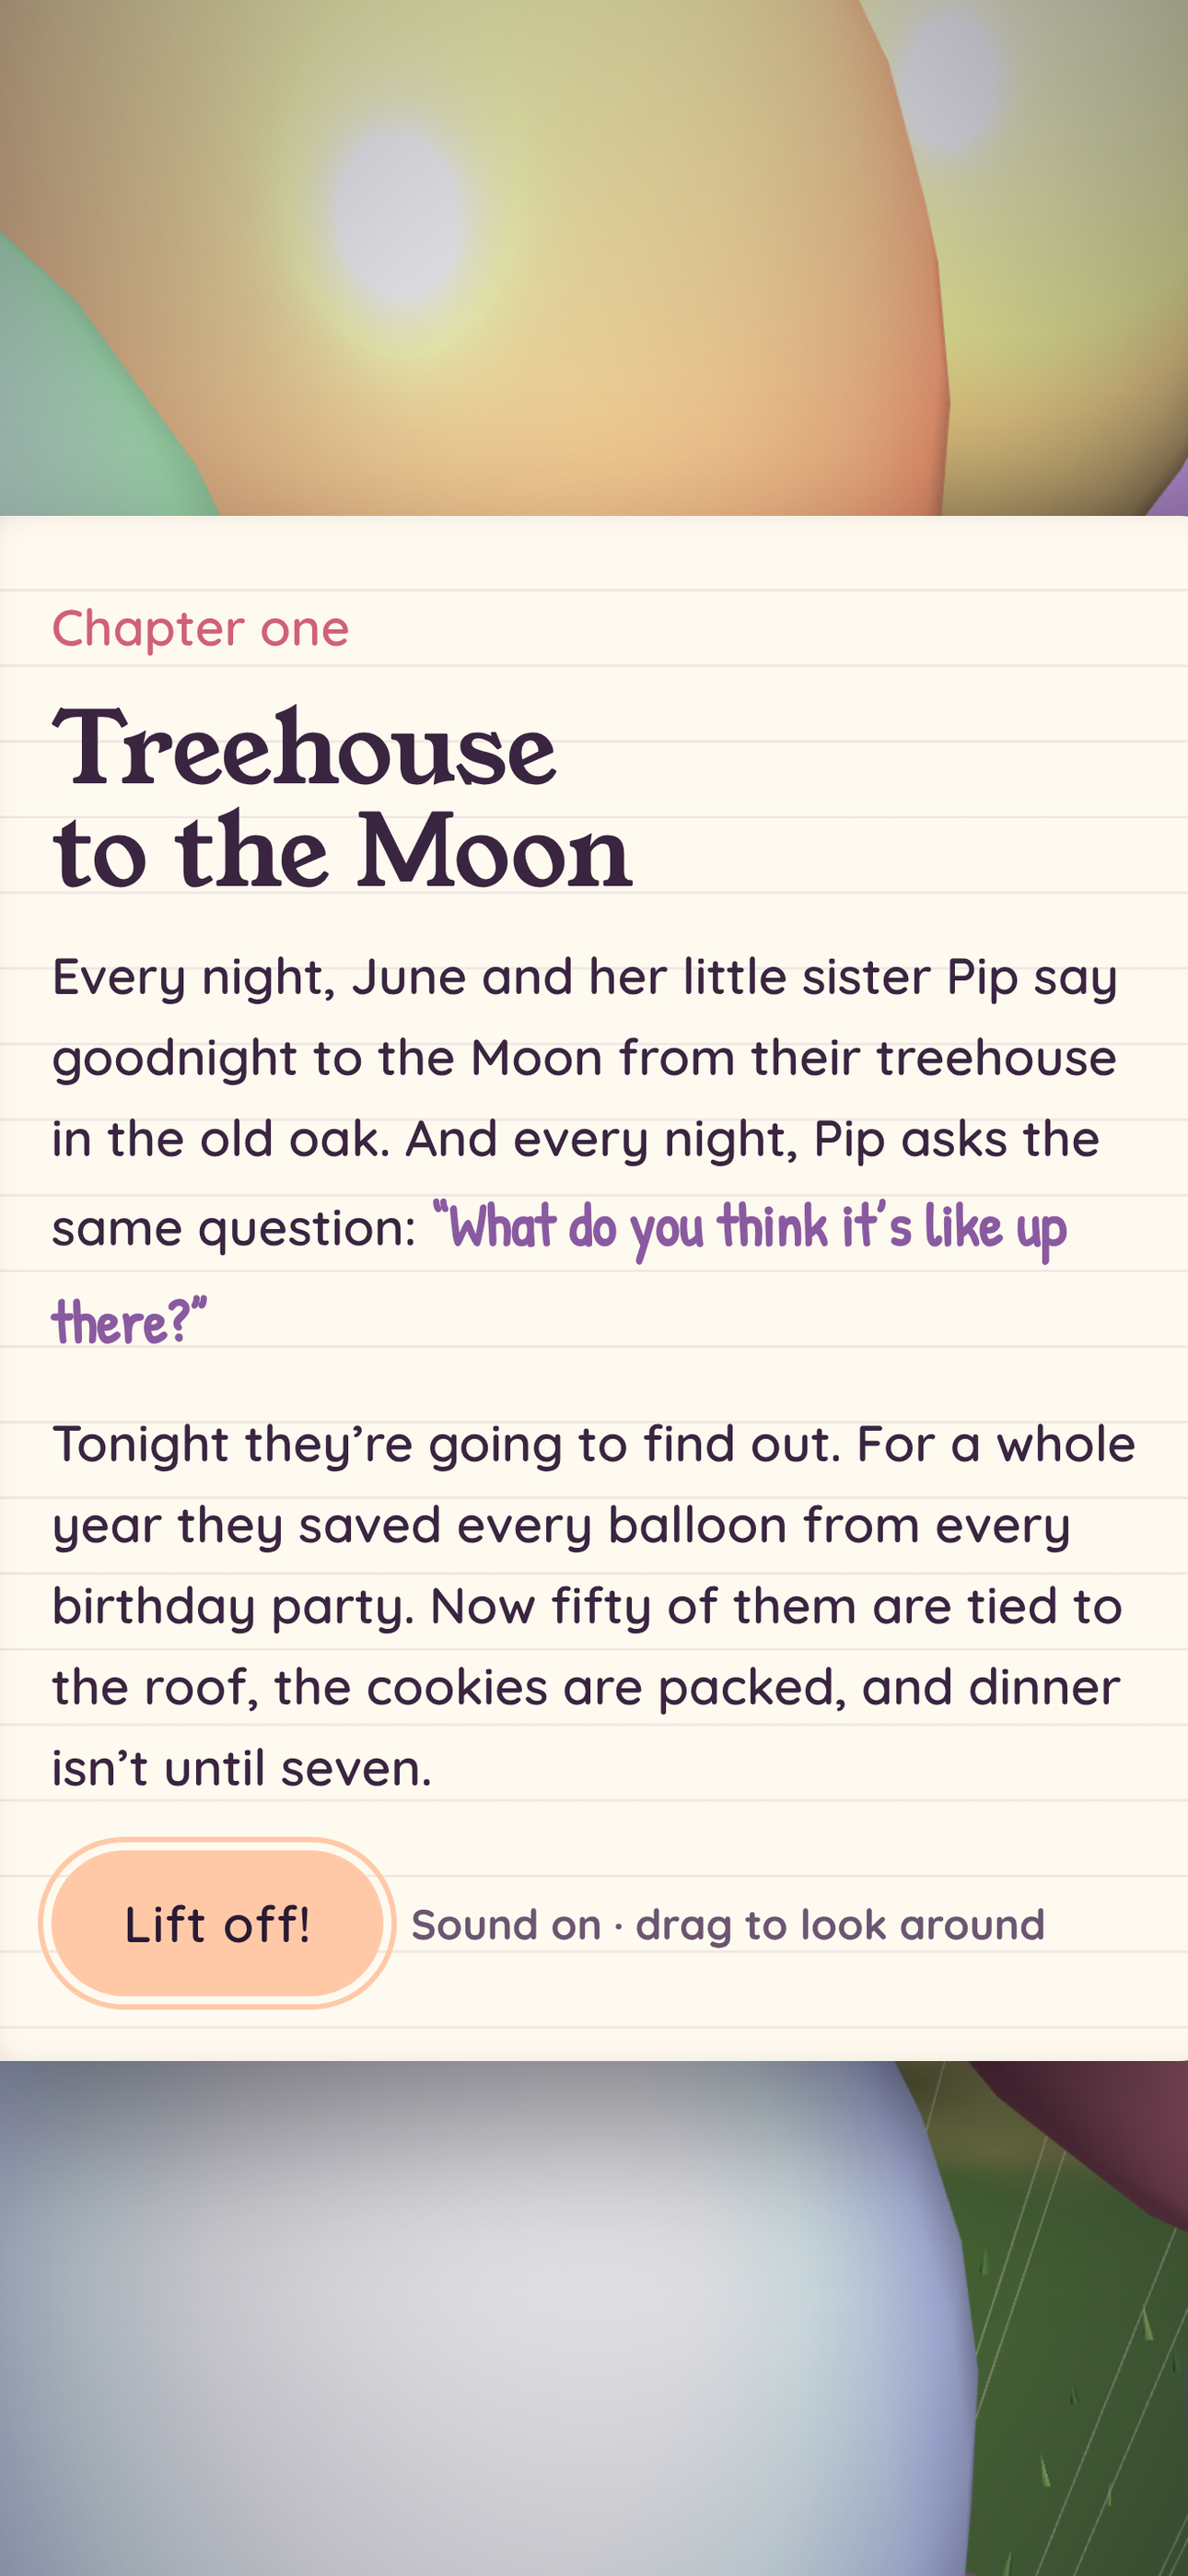 Chapter one
Treehouse
to the Moon
Every night, June and her little sister Pip say
goodnight to the Moon from their treehouse
in the old oak. And every night, Pip asks the
same question: “What do you think it’s like up
there?”
Tonight they’re going to find out. For a whole
year they saved every balloon from every
birthday party. Now fifty of them are tied to
the roof, the cookies are packed, and dinner
isn’t until seven.
Lift off!
Sound on · drag to look around